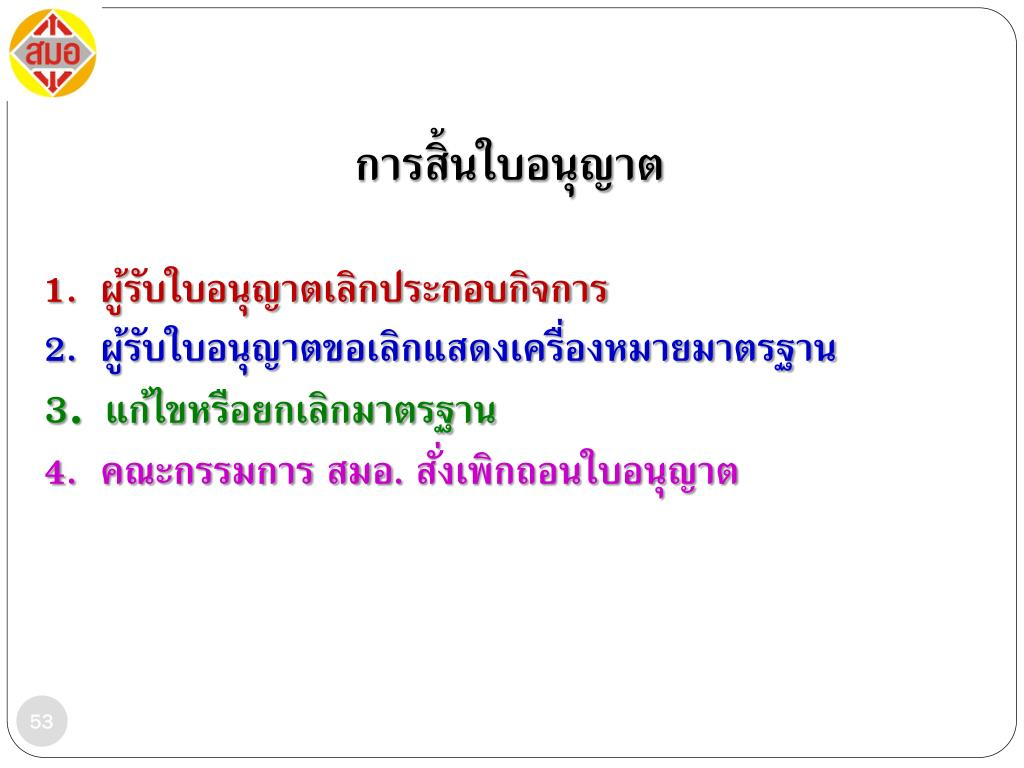 สมอ
การสิ้นใบอนุญาต
1. ผู้รับใบอนุญาตเลิกประกอบกิจการ
2. ผู้รับใบอนุญาตขอเลิกแสดงเครื่องหมายมาตรฐาน
3. แก้ไขหรือยกเลิกมาตรฐาน
4. คณะกรรมการ สมอ. สั่งเพิกถอนใบอนุญาต
53